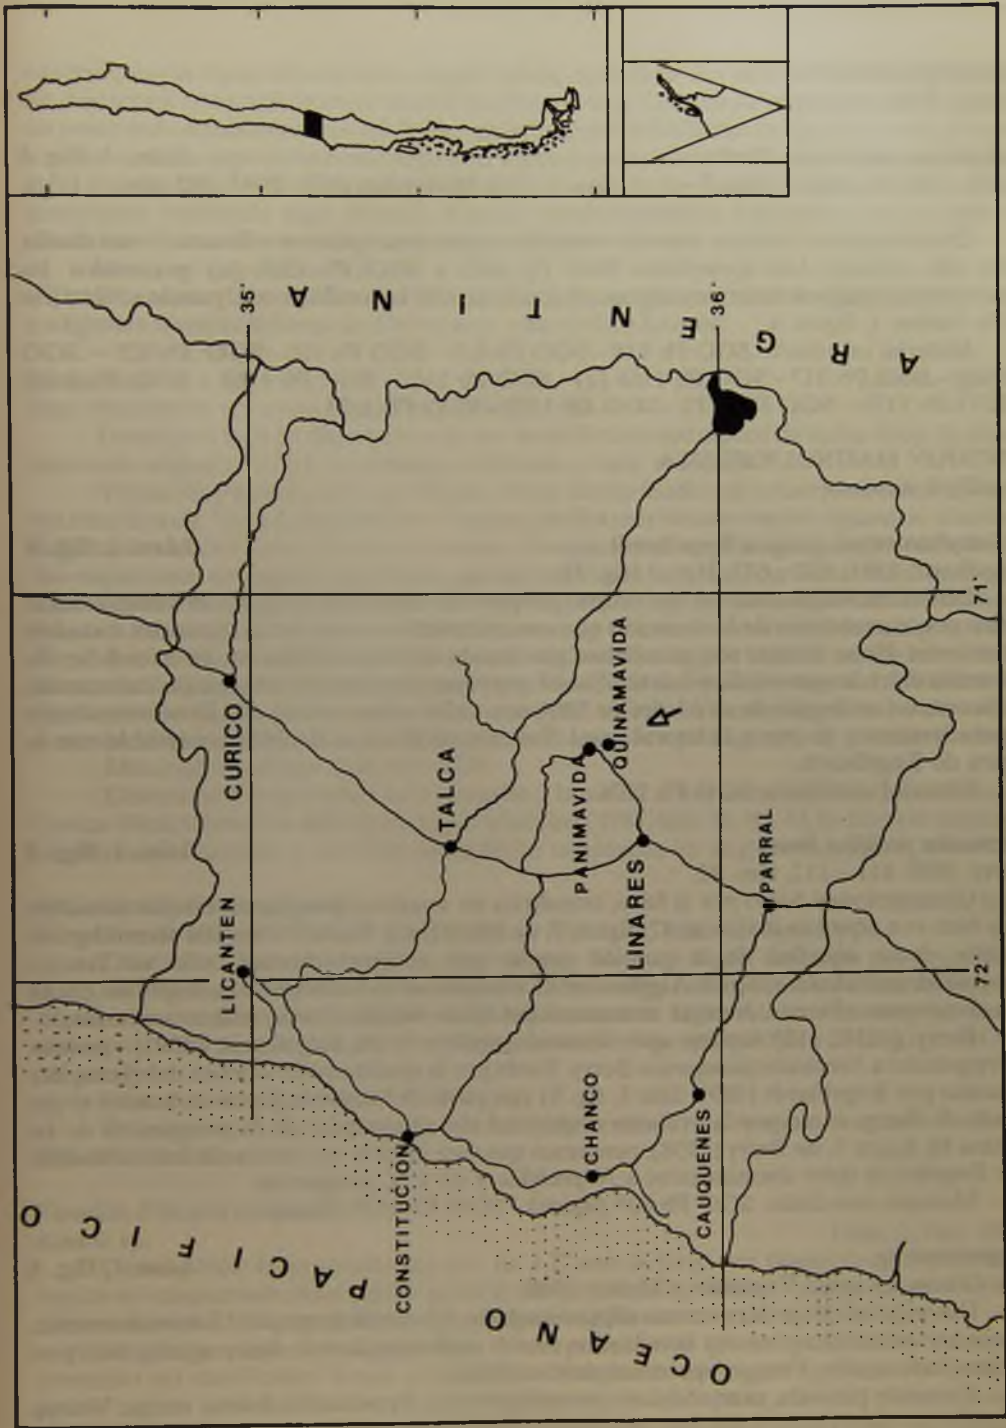 OCEANO PACIFICO
ARGENTINA
35°
36°
71°
72°
CURICO
LICANTEN
TALCA
CONSTITUCION
PANIMAVIDA
QUINAMAVIDA
LINARES
CHANCO
PARRAL
CAUQUENES